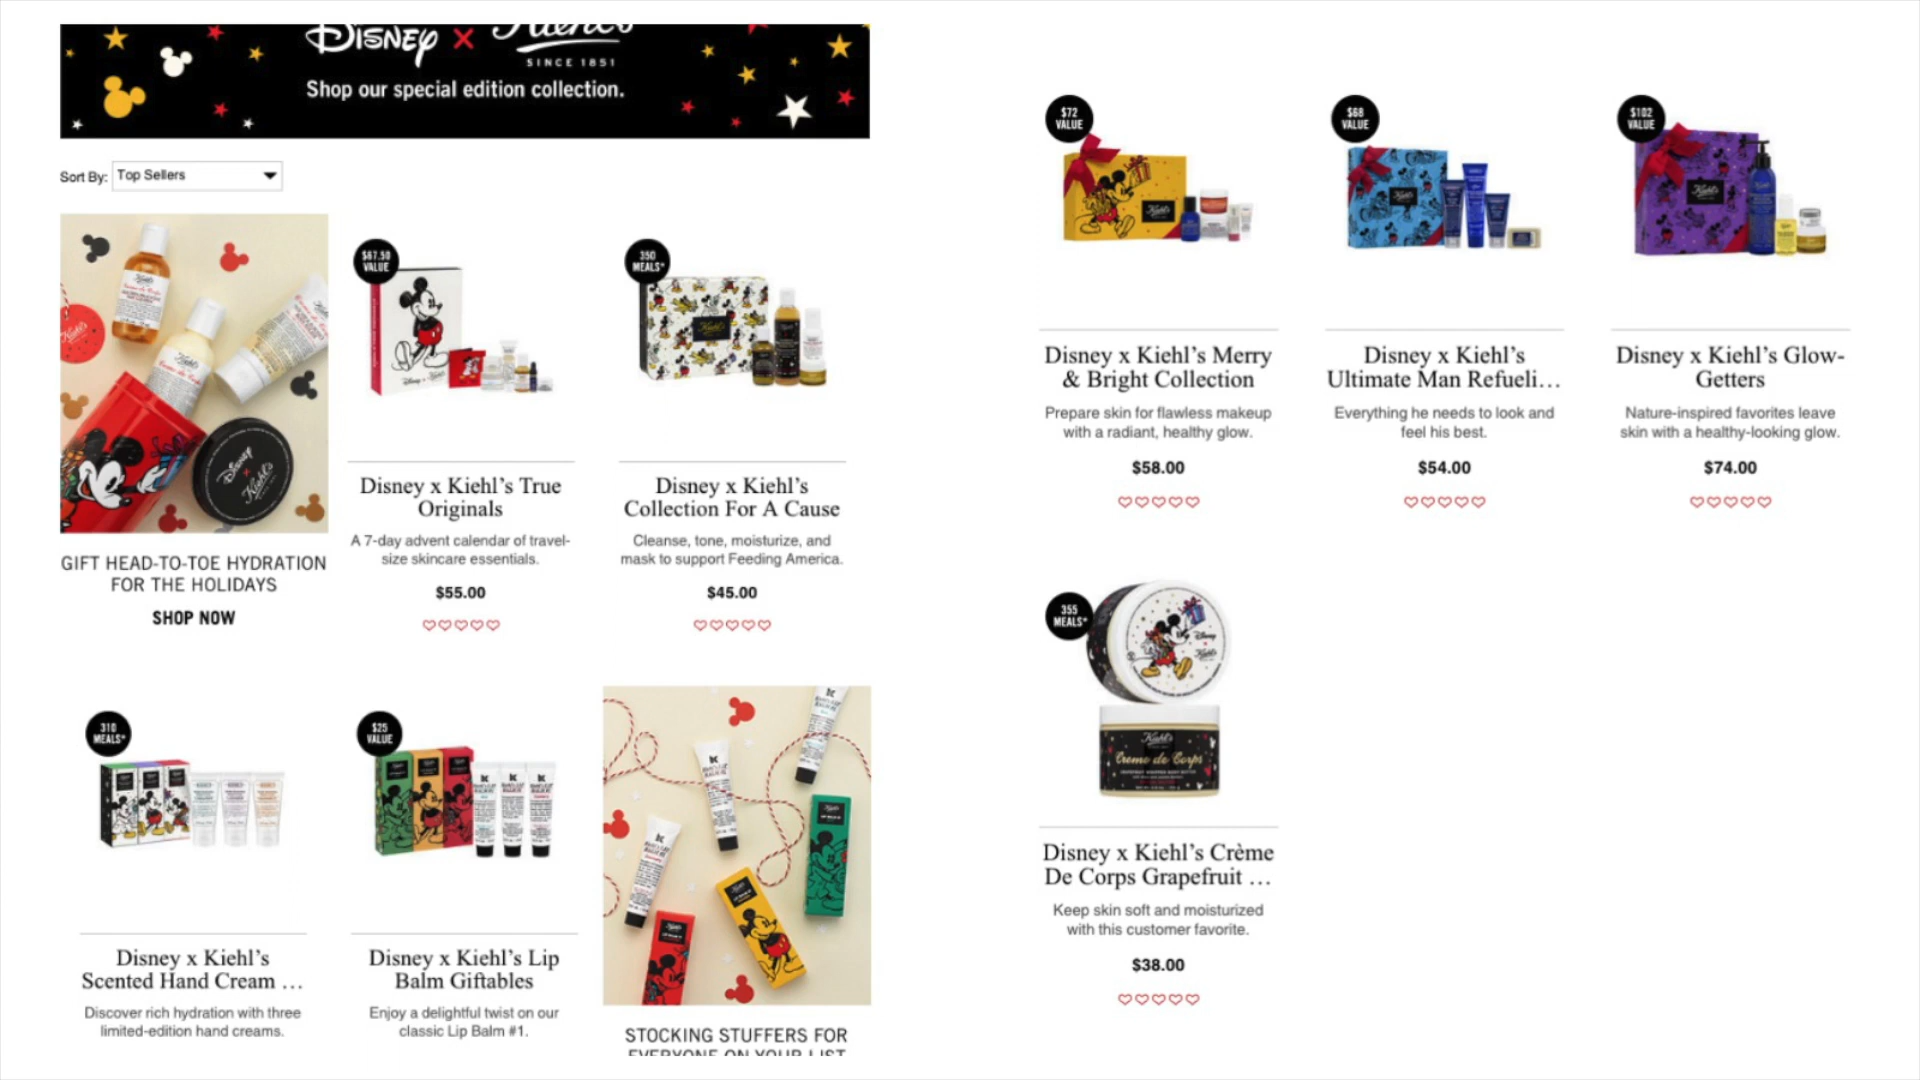 Disney x Kiehl's
SINCE 1851
Shop our special edition collection.
Sort By: Top Sellers
GIFT HEAD-TO-TOE HYDRATION
FOR THE HOLIDAYS
SHOP NOW
$87.50
VALUE
Disney x Kiehl's True
Originals
A 7-day advent calendar of travel-
size skincare essentials.
$55.00
350
MEALS*
Disney x Kiehl's
Collection For A Cause
Cleanse, tone, moisturize, and
mask to support Feeding America.
$45.00
310
MEALS*
Disney x Kiehl's
Scented Hand Cream ...
Discover rich hydration with three
limited-edition hand creams.
$25
VALUE
Disney x Kiehl's Lip
Balm Giftables
Enjoy a delightful twist on our
classic Lip Balm #1.
STOCKING STUFFERS FOR
EVERYONE ON YOUR LIST
$72
VALUE
Disney x Kiehl's Merry
& Bright Collection
Prepare skin for flawless makeup
with a radiant, healthy glow.
$58.00
$68
VALUE
Disney x Kiehl's
Ultimate Man Refueli...
Everything he needs to look and
feel his best.
$54.00
$102
VALUE
Disney x Kiehl's Glow-
Getters
Nature-inspired favorites leave
skin with a healthy-looking glow.
$74.00
355
MEALS*
Kiehl's
Creme de Corps
Disney x Kiehl's Crème
De Corps Grapefruit ...
Keep skin soft and moisturized
with this customer favorite.
$38.00